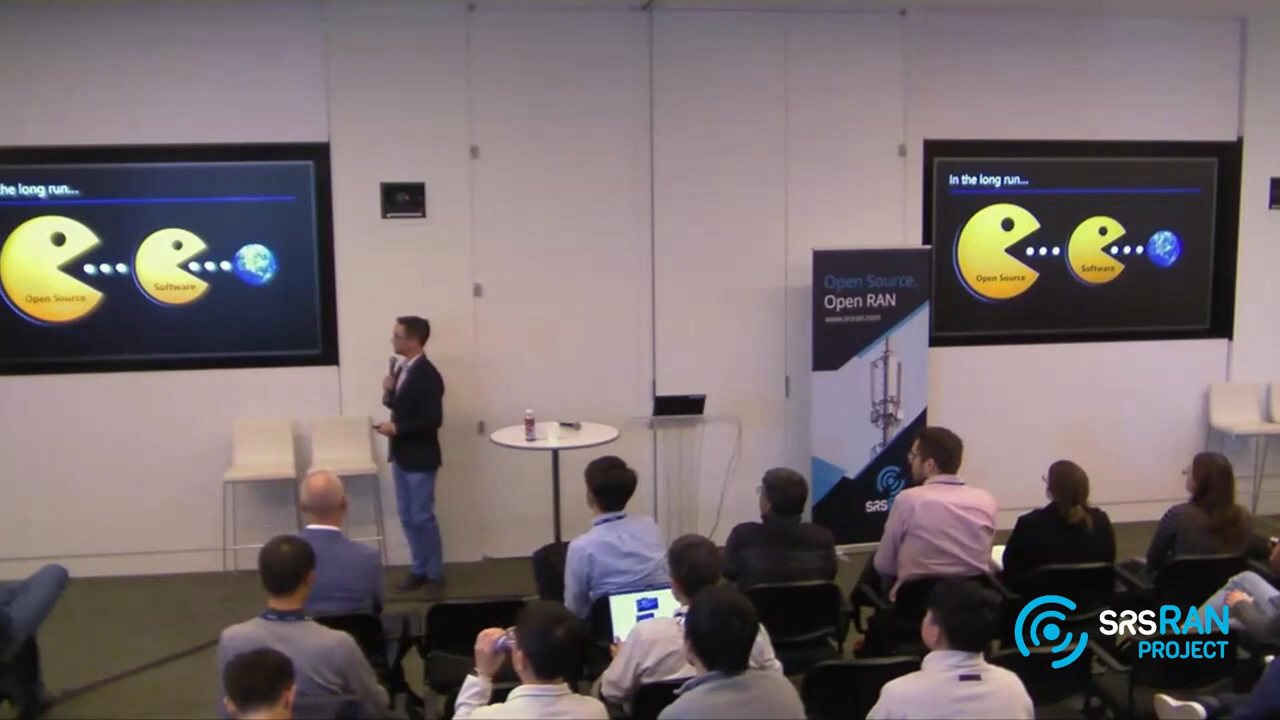 the long run...
Open Source
Software
In the long run...
Open Source
Software
Open Source,
Open RAN
www.srsran.com
SRS
SRSRAN
PROJECT